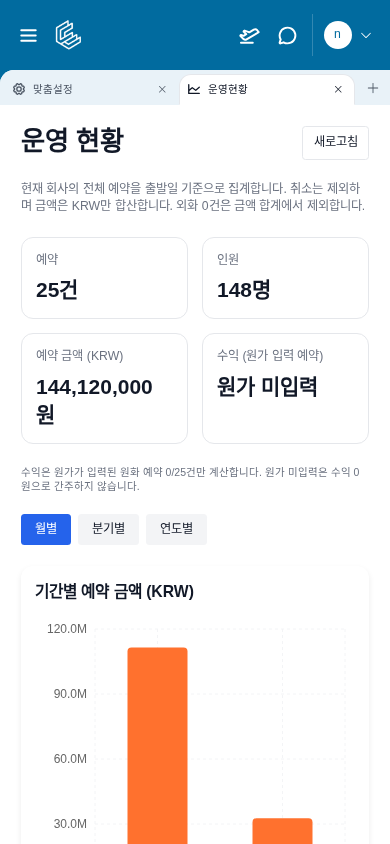 n
맞춤설정
운영현황
운영 현황
새로고침
현재 회사의 전체 예약을 출발일 기준으로 집계합니다. 취소는 제외하
며 금액은 KRW만 합산합니다. 외화 0건은 금액 합계에서 제외합니다.
예약
25건
인원
148명
예약 금액 (KRW)
144,120,000
원
수익 (원가 입력 예약)
원가 미입력
수익은 원가가 입력된 원화 예약 0/25건만 계산합니다. 원가 미입력은 수익 0
원으로 간주하지 않습니다.
월별
분기별
연도별
기간별 예약 금액 (KRW)
120.0M
90.0M
60.0M
30.0M